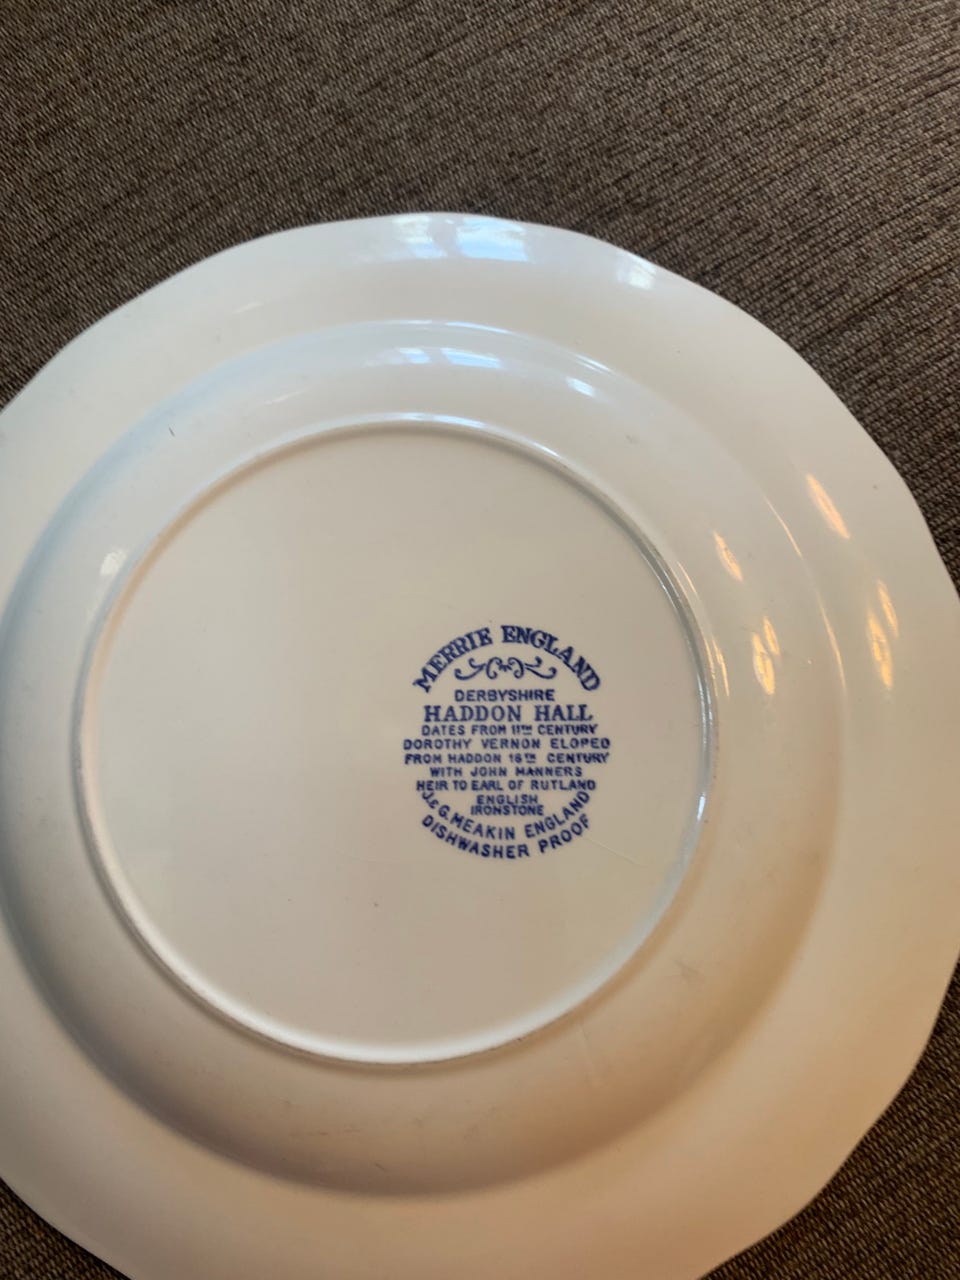 MERRIE ENGLAND
DERBYSHIRE
HADDON HALL
DATES FROM 11TH CENTURY
DOROTHY VERNON ELOPED
FROM HADDON 16TH CENTURY
WITH JOHN MANNERS
HEIR TO EARL OF RUTLAND
ENGLISH
IRONSTONE
J. & G. MEAKIN ENGLAND
DISHWASHER PROOF